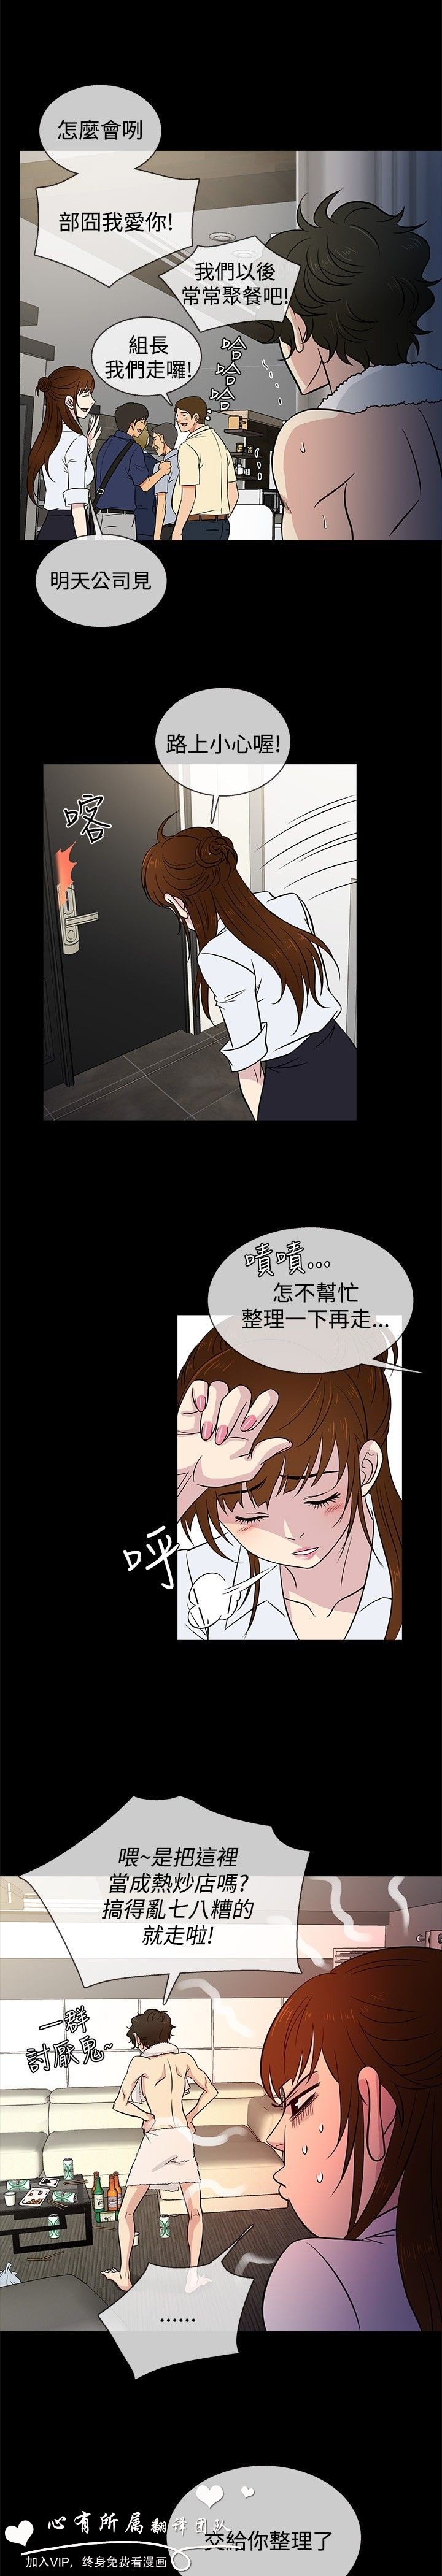 怎麼會咧
部囧我愛你!
我們以後
常常聚餐吧!
組長
我們走囉!
哈
哈
哈
明天公司見
路上小心喔!
喀
嘖嘖...
怎不幫忙
整理一下再走...
呼
喂~是把這裡
當成熱炒店嗎?
搞得亂七八糟的
就走啦!
一群
討厭鬼~
......
交給你整理了
心有所属翻译团队
加入VIP，终身免费看漫画